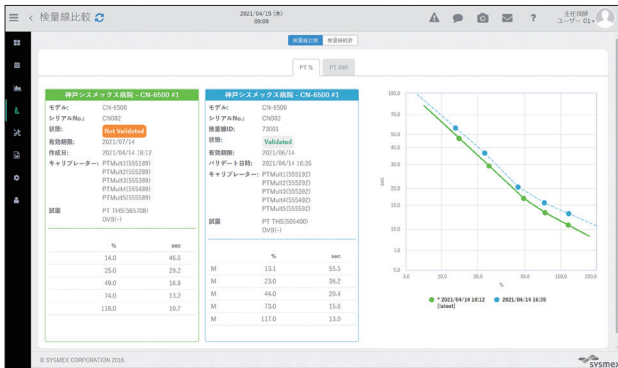 検量線比較
2021/04/15 (木)
09:00
?
主任技師
ユーザー 01
検量線比較 検量線統計
PT % PT INR
神戸シスメックス病院 - CN-6500 #1
モデル: CN-6500
シリアルNo.: CN002
状態: Not Validated
有効期限: 2021/07/14
作成日: 2021/04/14 18:12
キャリブレーター: PTMult1(555189)
PTMult2(555289)
PTMult3(555389)
PTMult4(555489)
PTMult5(555589)
試薬 PT THS(565708)
OVB(-)
% sec
14.0 46.5
25.0 29.2
49.0 16.8
74.0 13.2
116.0 10.7
神戸シスメックス病院 - CN-6500 #1
モデル: CN-6500
シリアルNo.: CN002
検量線ID: 73001
状態: Validated
有効期限: 2021/06/14
バリデート日時: 2021/04/14 16:35
キャリブレーター: PTMult1(555192)
PTMult2(555292)
PTMult3(555392)
PTMult4(555492)
PTMult5(555592)
試薬 PT THS(505400)
OVB(-)
% sec
M 13.1 55.5
M 23.0 36.2
M 44.0 20.4
M 73.0 15.6
M 117.0 13.0
100.0
70.0
50.0
40.0
30.0
sec
20.0
15.0
10.0
7.0
5.0
5.0 10.0 20.0 50.0 100.0 200.0
%
* 2021/04/14 18:12
[latest]
2021/04/14 16:35
© SYSMEX CORPORATION 2016
sysmex